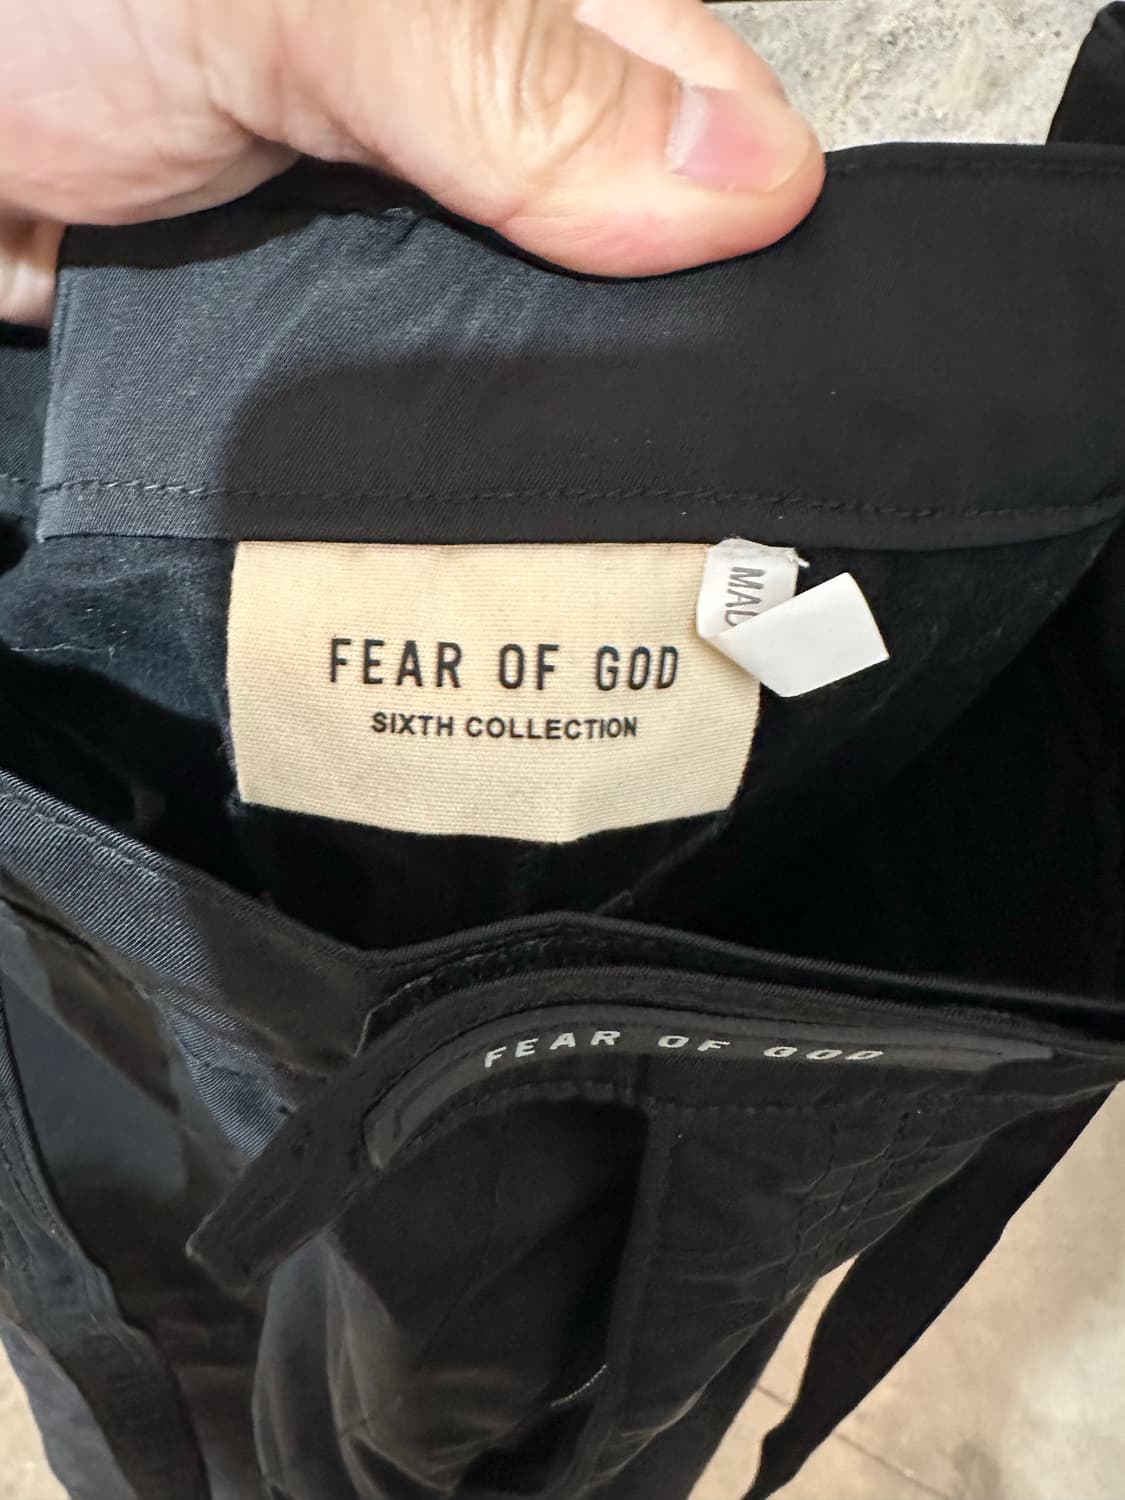 FEAR OF GOD
SIXTH COLLECTION
MAD
FEAR OF GOD